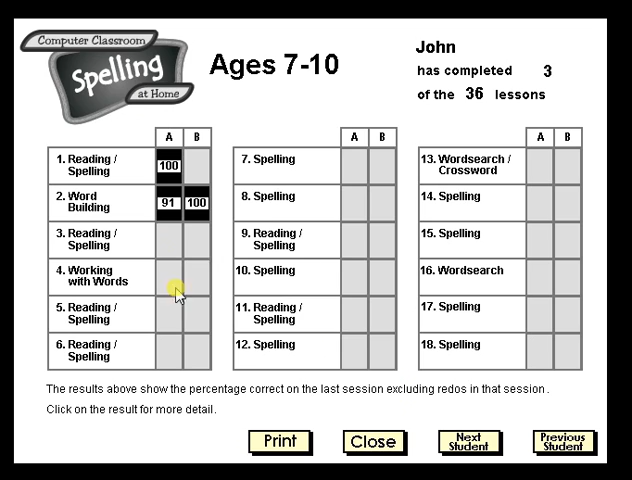 Computer Classroom
Spelling
at Home
Ages 7-10
John
has completed 3
of the 36 lessons
A B
1. Reading /
Spelling
100
2. Word
Building
91 100
3. Reading /
Spelling
4. Working
with Words
5. Reading /
Spelling
6. Reading /
Spelling
A B
7. Spelling
8. Spelling
9. Reading /
Spelling
10. Spelling
11. Reading /
Spelling
12. Spelling
A B
13. Wordsearch /
Crossword
14. Spelling
15. Spelling
16. Wordsearch
17. Spelling
18. Spelling
The results above show the percentage correct on the last session excluding redos in that session.
Click on the result for more detail.
Print
Close
Next
Student
Previous
Student